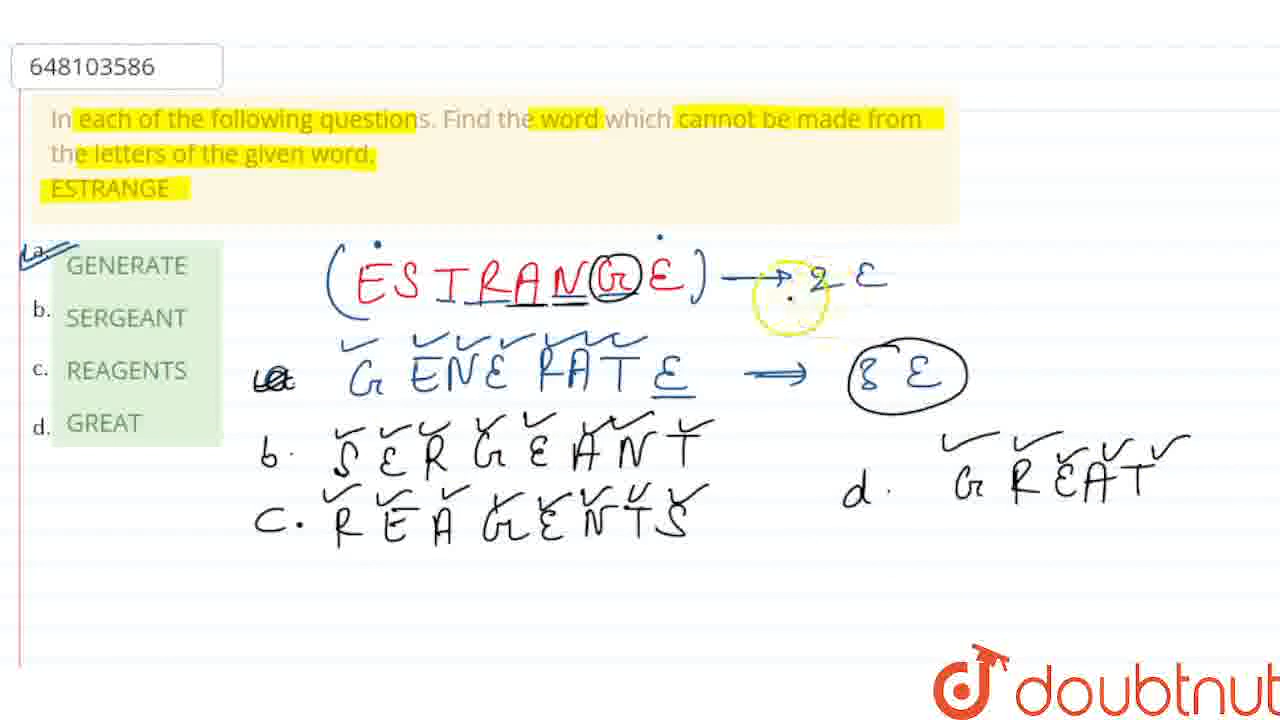 648103586
In each of the following questions. Find the word which cannot be made from
the letters of the given word.
ESTRANGE
a.
GENERATE
b.
SERGEANT
c.
REAGENTS
d.
GREAT
(ESTRANGE) → 2 E
GENERATE → 3 E
b. SERGEANT
c. REAGENTS
d. GREAT
doubtnut